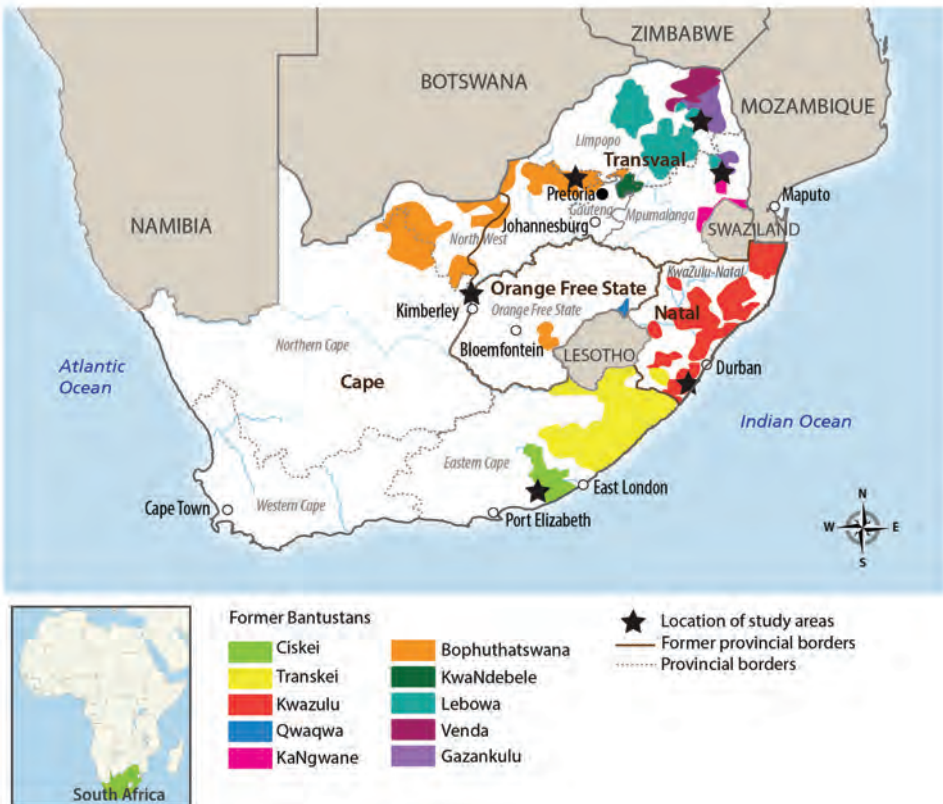 ZIMBABWE
BOTSWANA
MOZAMBIQUE
Limpopo
Transvaal
Pretoria
Gauteng
Maputo
Mpumalanga
NAMIBIA
Johannesburg
SWAZILAND
North West
KwaZulu-Natal
Orange Free State
Kimberley
Orange Free State
Natal
Northern Cape
Bloemfontein
LESOTHO
Durban
Atlantic
Ocean
Cape
Indian Ocean
Eastern Cape
East London
Western Cape
Cape Town
Port Elizabeth
N
W
E
S
Former Bantustans
Ciskei
Transkei
Kwazulu
Qwaqwa
KaNgwane
Bophuthatswana
KwaNdebele
Lebowa
Venda
Gazankulu
Location of study areas
Former provincial borders
Provincial borders
South Africa